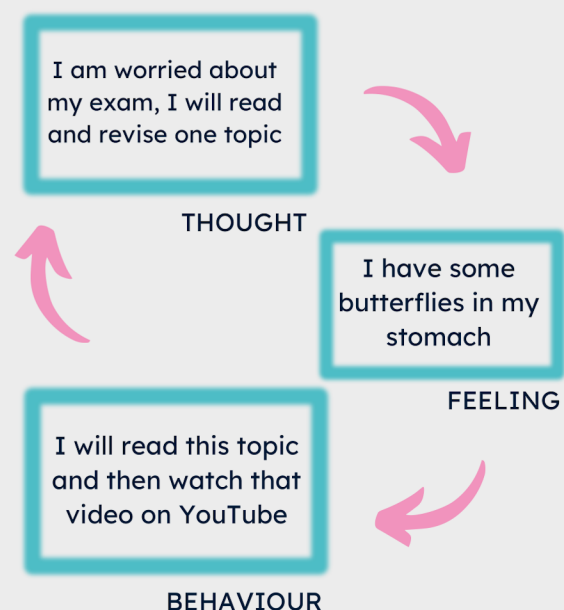 I am worried about
my exam, I will read
and revise one topic
THOUGHT
I have some
butterflies in my
stomach
FEELING
I will read this topic
and then watch that
video on YouTube
BEHAVIOUR